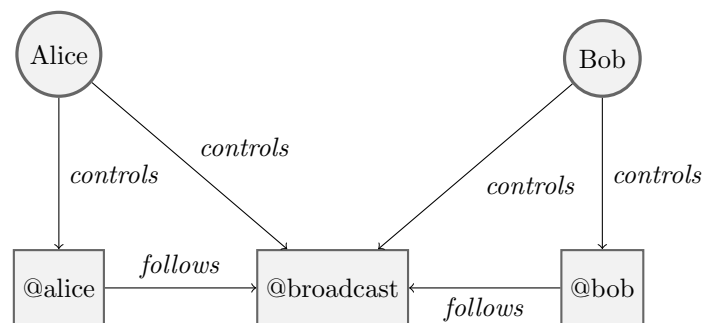 Alice
Bob
controls
controls
controls
controls
@alice
follows
@broadcast
follows
@bob